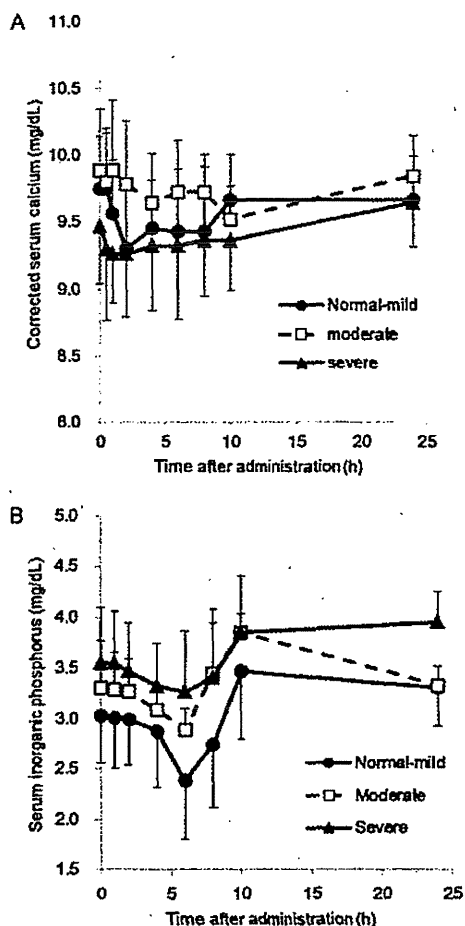 A
11.0
10.5
10.0
9.5
9.0
8.5
6.0
Corrected serum calcium (mg/dL)
Normal-mild
moderate
severe
0 5 10 15 20 25
Time after administration (h)
B
5.0
4.5
4.0
3.5
3.0
2.5
2.0
1.5
Serum inorganic phosphorus (mg/dL)
Normal-mild
Moderate
Severe
0 5 10 15 20 25
Time after administration (h)